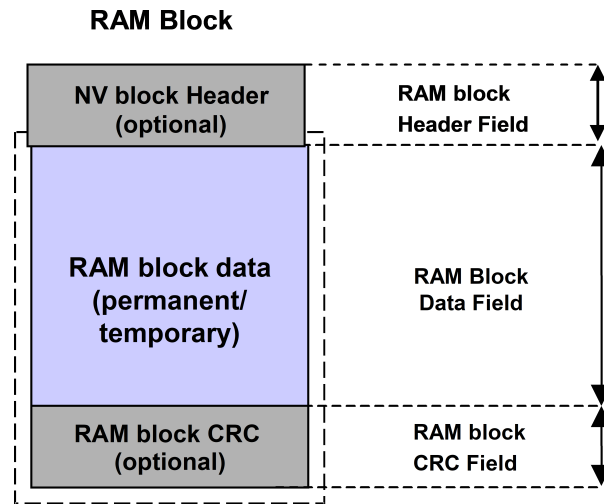 RAM Block
NV block Header
(optional)
RAM block
Header Field
RAM block data
(permanent/
temporary)
RAM Block
Data Field
RAM block CRC
(optional)
RAM block
CRC Field